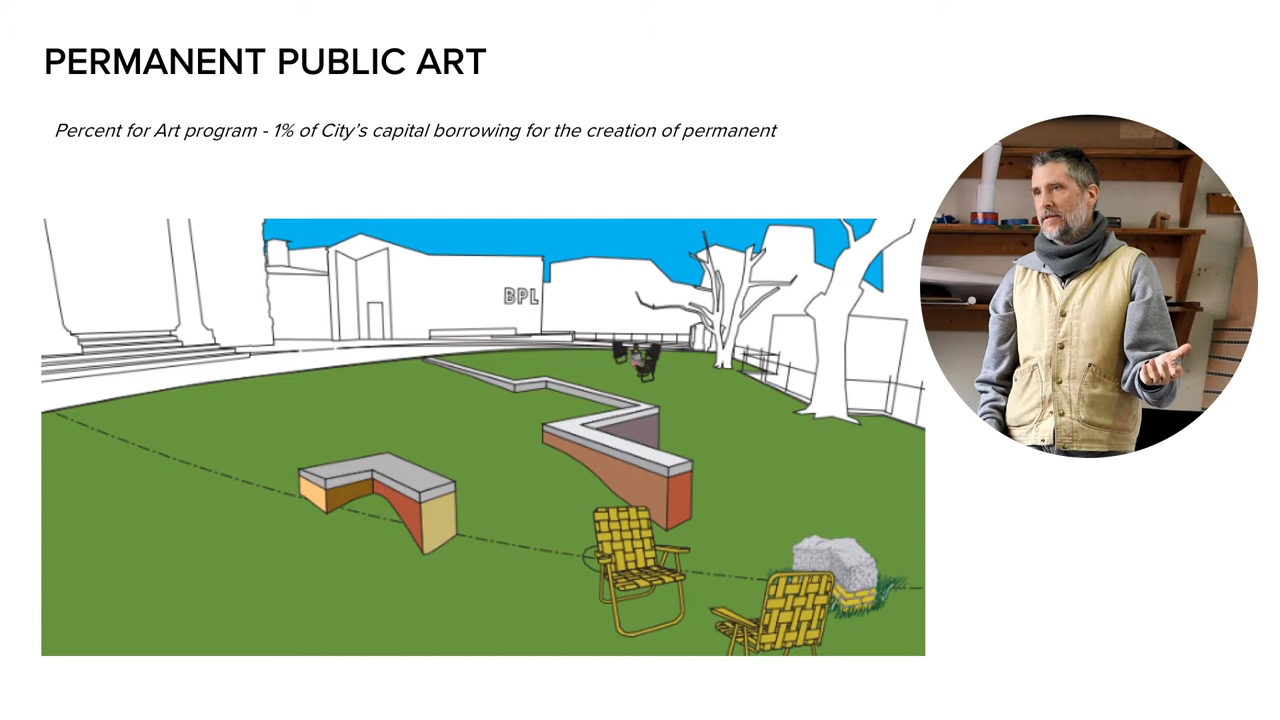 PERMANENT PUBLIC ART
Percent for Art program - 1% of City's capital borrowing for the creation of permanent
BPL